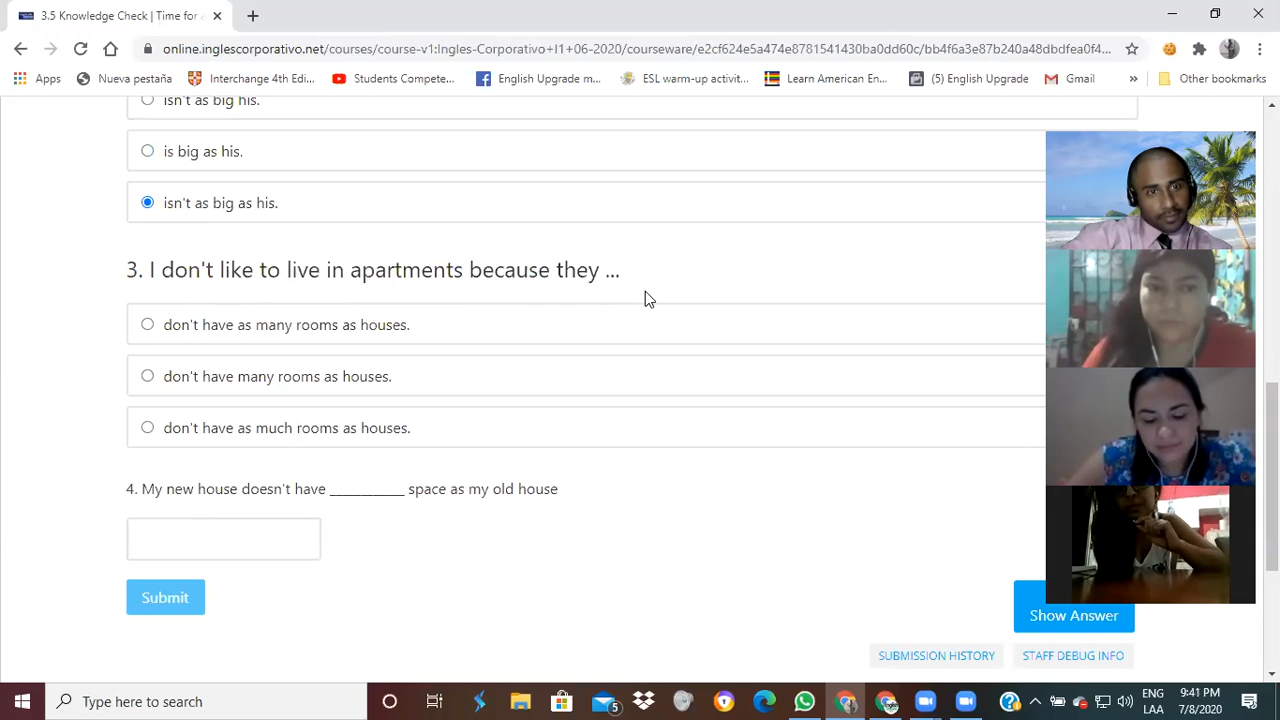 3.5 Knowledge Check | Time for a
online.inglescorporativo.net/courses/course-v1:Ingles-Corporativo+I1+06-2020/courseware/e2cf624e5a474e8781541430ba0dd60c/bb4f6a3e87b240a48dbdfea0f4...
Apps Nueva pestaña Interchange 4th Edi... Students Compete... English Upgrade m... ESL warm-up activit... Learn American En... (5) English Upgrade Gmail » Other bookmarks
isn't as big his.
is big as his.
isn't as big as his.
3. I don't like to live in apartments because they ...
don't have as many rooms as houses.
don't have many rooms as houses.
don't have as much rooms as houses.
4. My new house doesn't have ____________ space as my old house
Submit
Show Answer
SUBMISSION HISTORY STAFF DEBUG INFO
Type here to search 5 ENG 9:41 PM
LAA 7/8/2020